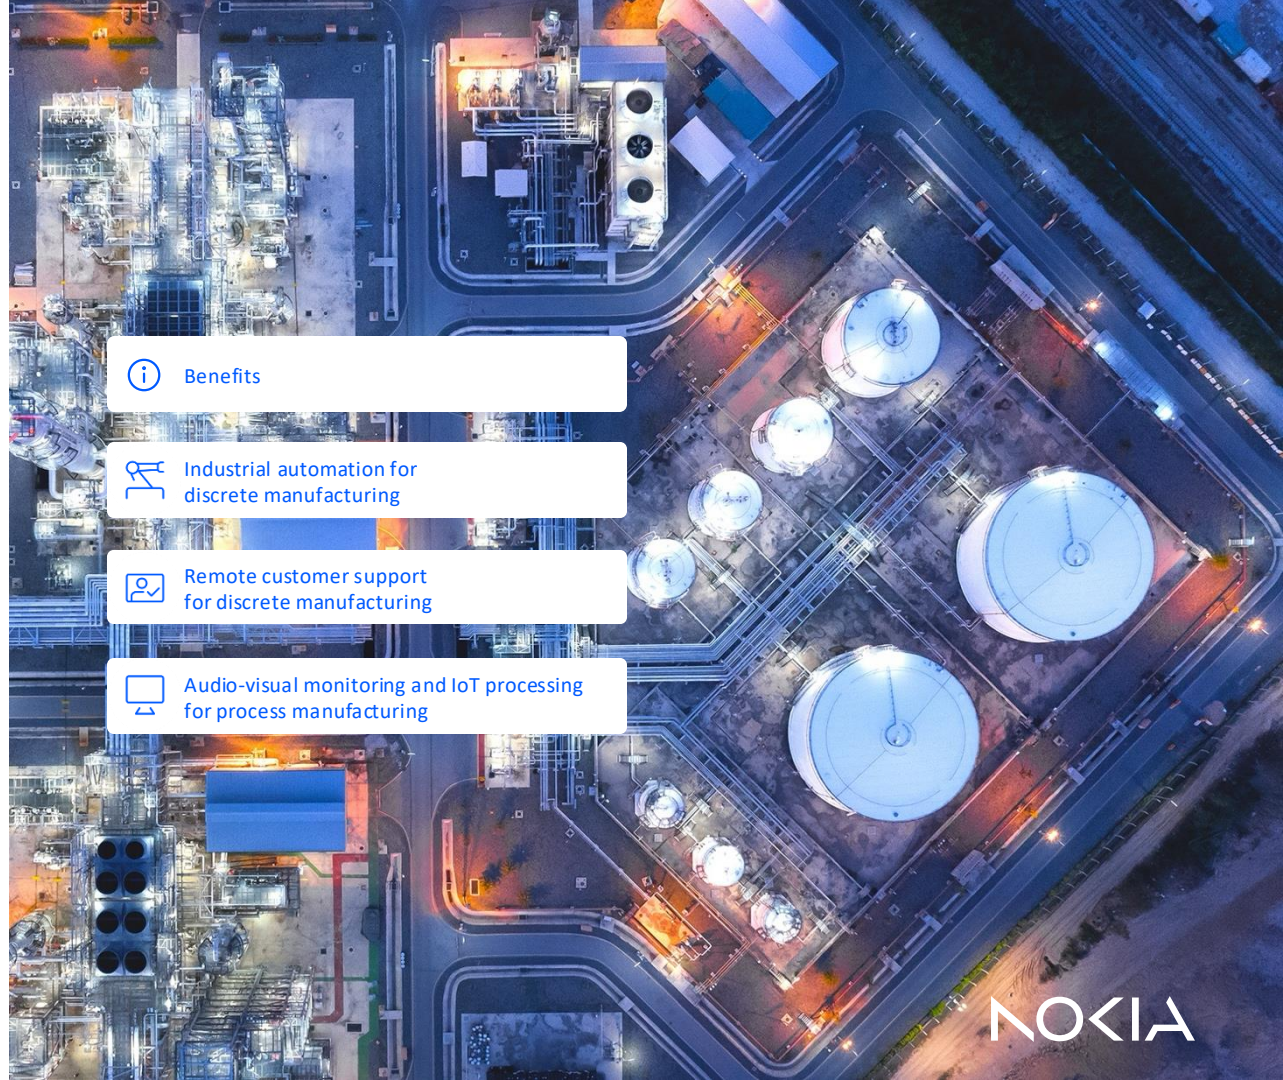 Benefits
Industrial automation for
discrete manufacturing
Remote customer support
for discrete manufacturing
Audio-visual monitoring and IoT processing
for process manufacturing
NOKIA